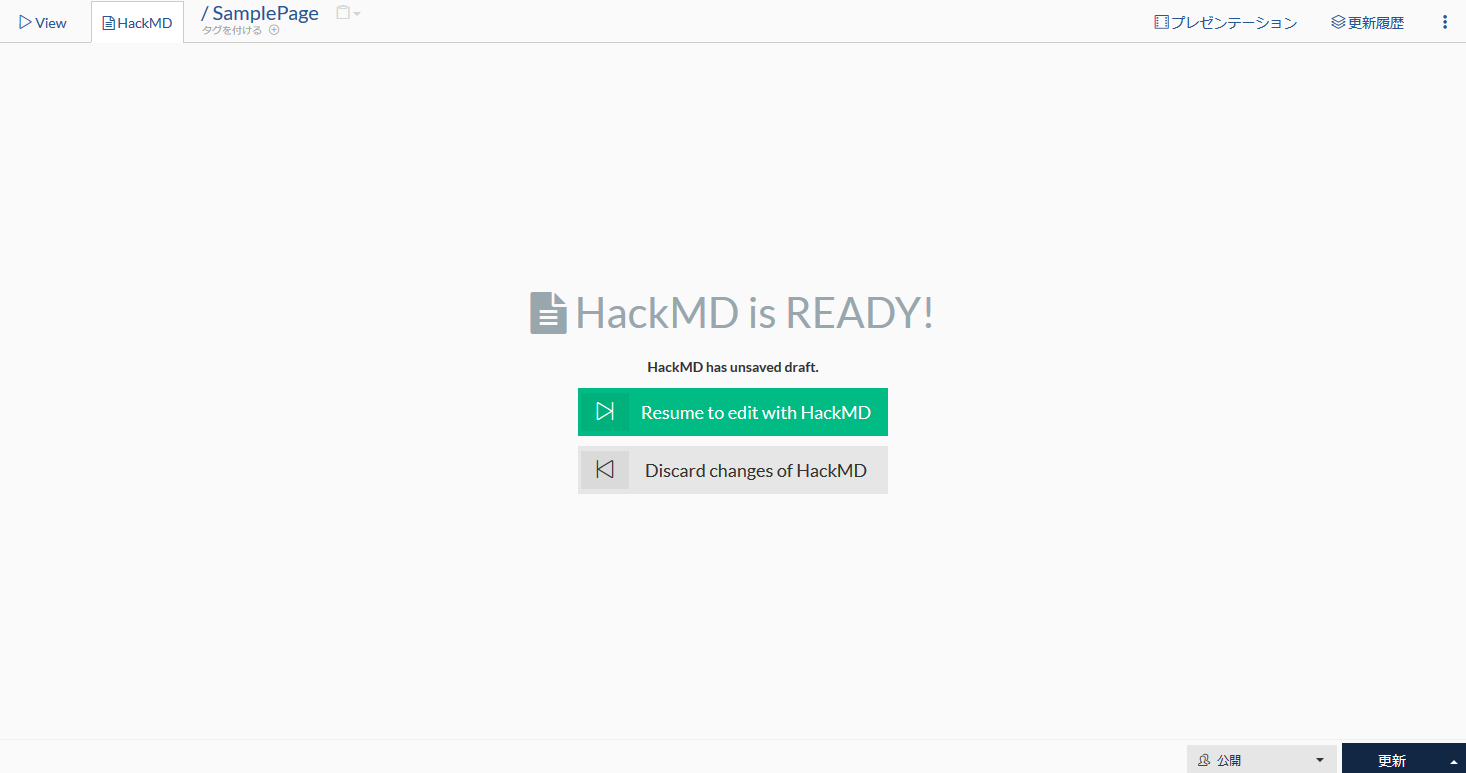 View
HackMD
/ SamplePage
タグを付ける
プレゼンテーション
更新履歴
HackMD is READY!
HackMD has unsaved draft.
Resume to edit with HackMD
Discard changes of HackMD
公開
更新